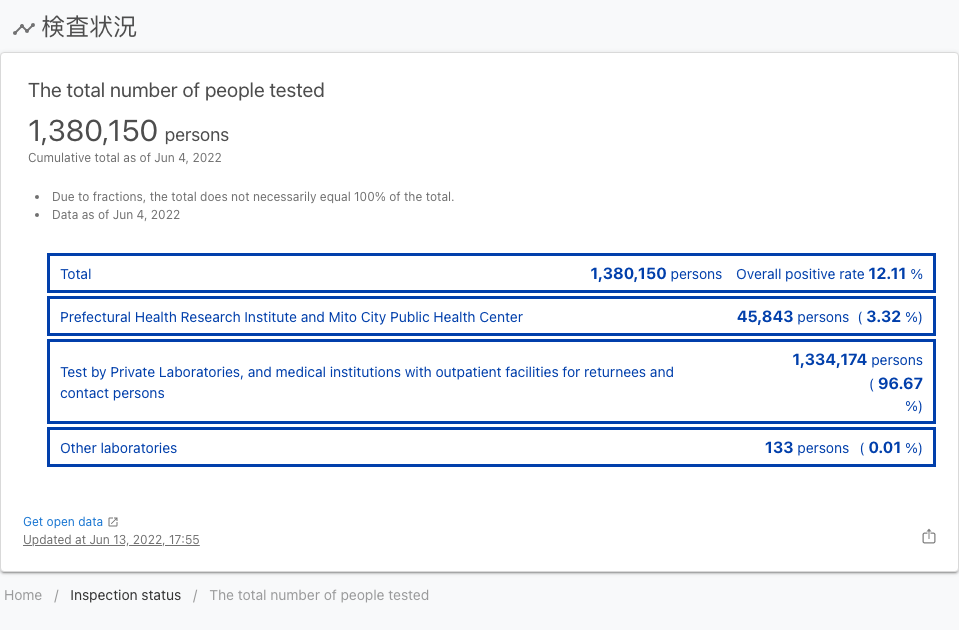 検査状況
The total number of people tested
1,380,150 persons
Cumulative total as of Jun 4, 2022
• Due to fractions, the total does not necessarily equal 100% of the total.
• Data as of Jun 4, 2022
Total 1,380,150 persons Overall positive rate 12.11 %
Prefectural Health Research Institute and Mito City Public Health Center 45,843 persons ( 3.32 %)
Test by Private Laboratories, and medical institutions with outpatient facilities for returnees and
contact persons
1,334,174 persons
( 96.67
%)
Other laboratories 133 persons ( 0.01 %)
Get open data
Updated at Jun 13, 2022, 17:55
Home / Inspection status / The total number of people tested